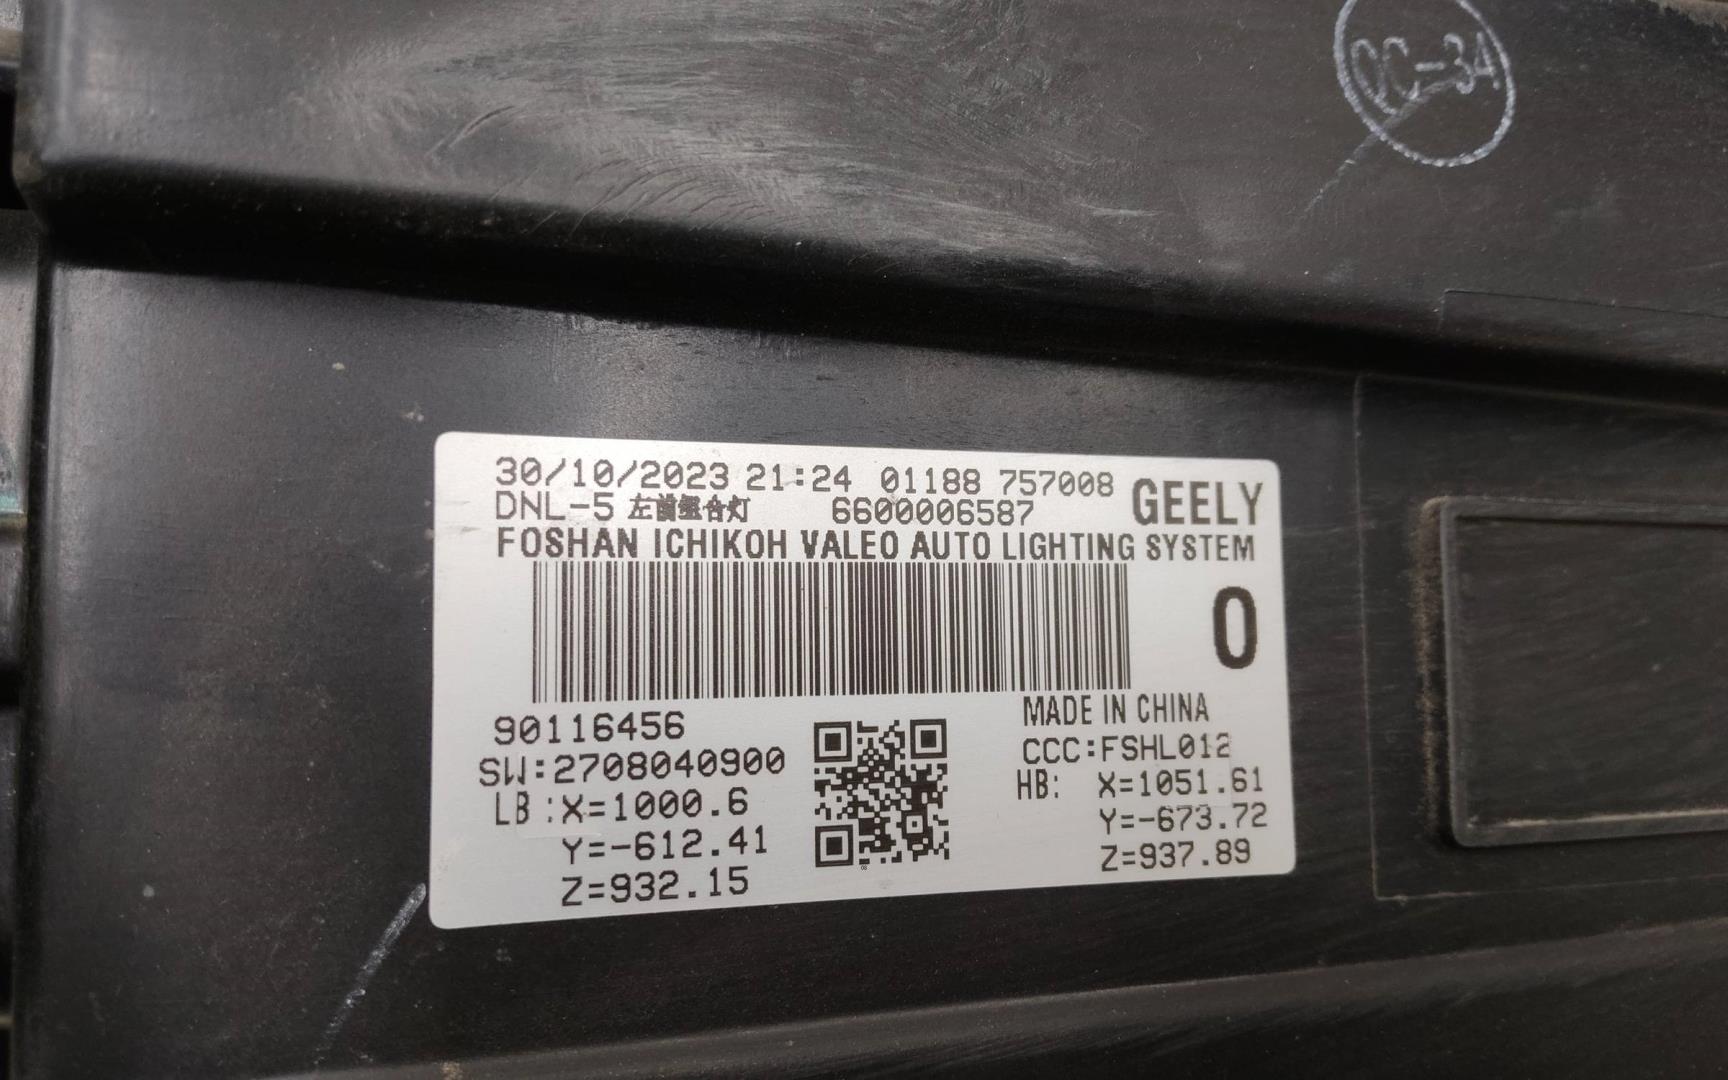 QC-3A
30/10/2023 21:24 01188 757008
DNL-5 左前组合灯 6600006587 GEELY
FOSHAN ICHIKOH VALEO AUTO LIGHTING SYSTEM
0
90116456
SW:2708040900
LB:X=1000.6
Y=-612.41
Z=932.15
MADE IN CHINA
CCC:FSHL012
HB: X=1051.61
Y=-673.72
Z=937.89